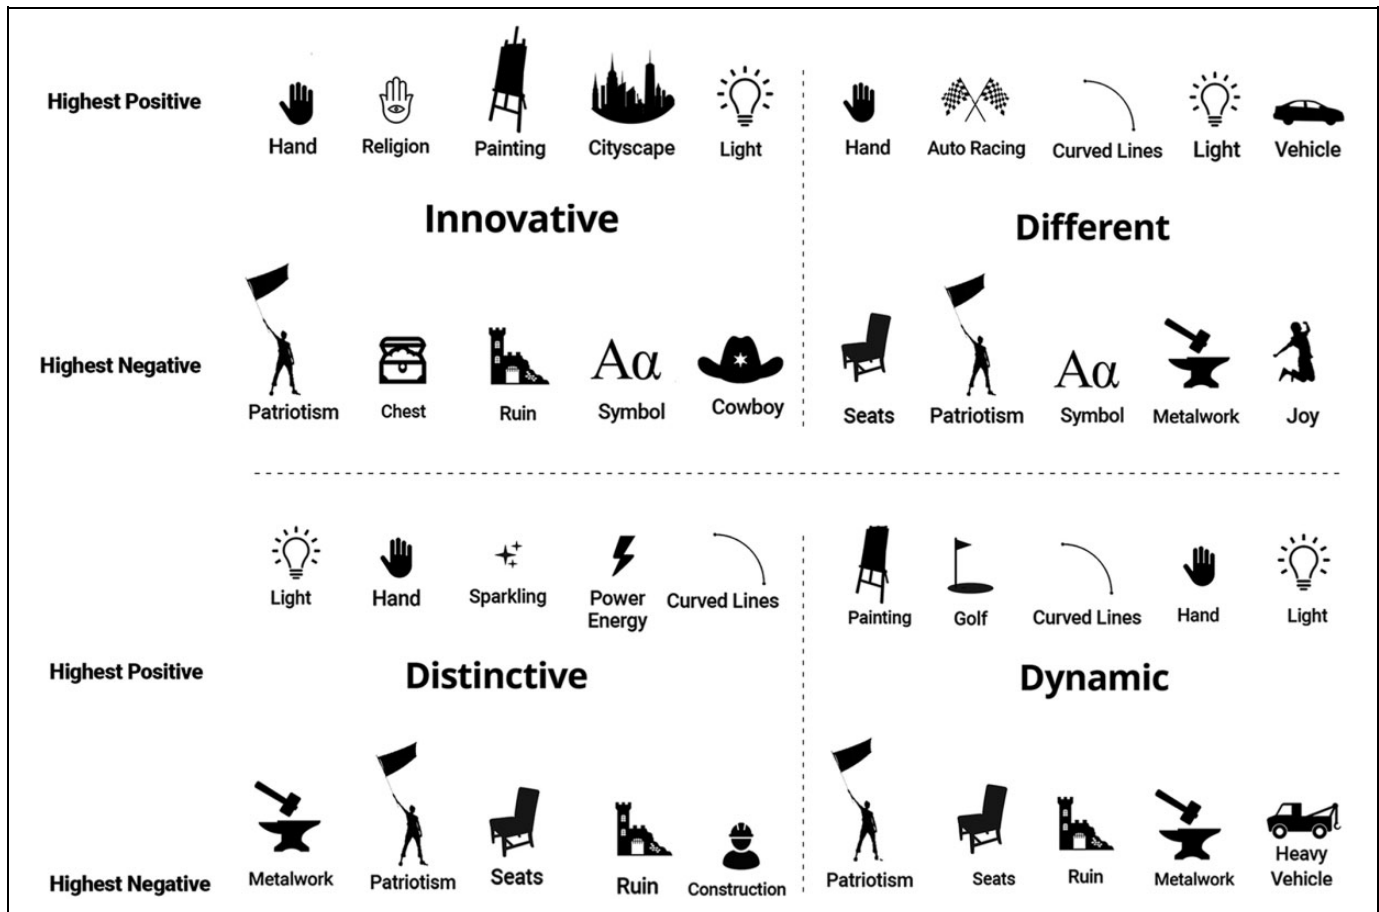 Highest Positive
Hand
Religion
Painting
Cityscape
Light
Hand
Auto Racing
Curved Lines
Light
Vehicle
Innovative
Different
Highest Negative
Patriotism
Chest
Ruin
Aα
Symbol
Cowboy
Seats
Patriotism
Aα
Symbol
Metalwork
Joy
Light
Hand
Sparkling
Power
Energy
Curved Lines
Painting
Golf
Curved Lines
Hand
Light
Highest Positive
Distinctive
Dynamic
Highest Negative
Metalwork
Patriotism
Seats
Ruin
Construction
Patriotism
Seats
Ruin
Metalwork
Heavy
Vehicle